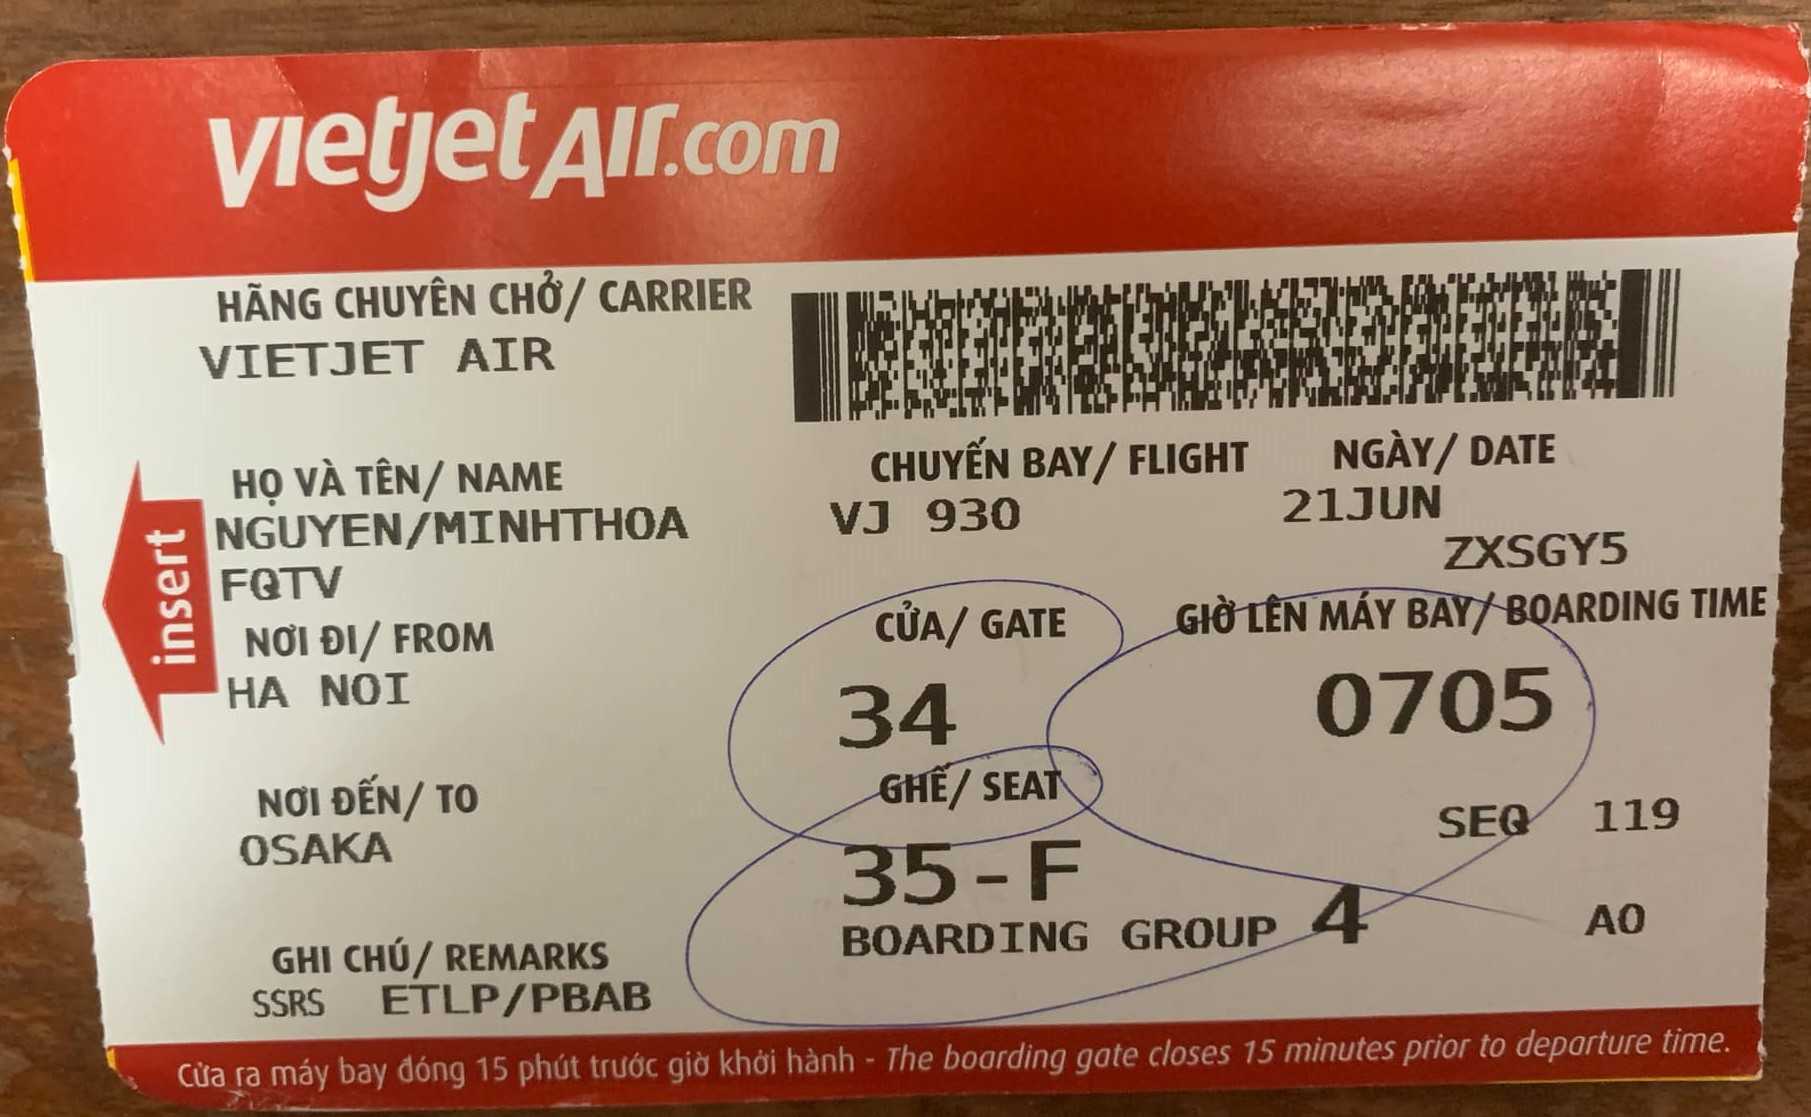 vietjetAir.com
HÃNG CHUYÊN CHỞ/ CARRIER
VIETJET AIR
HỌ VÀ TÊN/ NAME
NGUYEN/MINHTHOA
FQTV
CHUYẾN BAY/ FLIGHT
VJ 930
NGÀY/ DATE
21JUN
ZXSGY5
insert
NƠI ĐI/ FROM
HA NOI
CỬA/ GATE
34
GIỜ LÊN MÁY BAY/ BOARDING TIME
0705
NƠI ĐẾN/ TO
OSAKA
GHẾ/ SEAT
35-F
SEQ 119
BOARDING GROUP 4
A0
GHI CHÚ/ REMARKS
SSRS ETLP/PBAB
Cửa ra máy bay đóng 15 phút trước giờ khởi hành - The boarding gate closes 15 minutes prior to departure time.